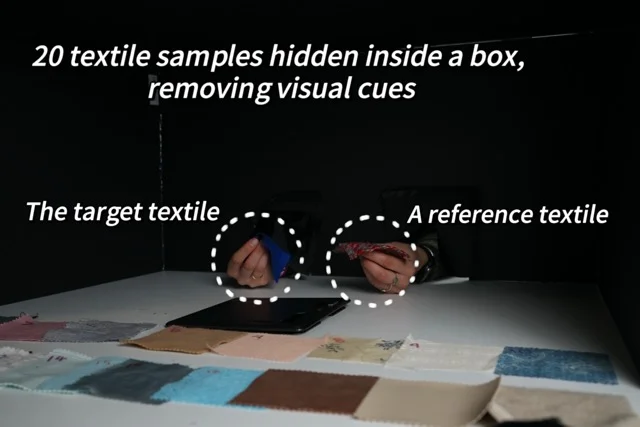 20 textile samples hidden inside a box,
removing visual cues
The target textile
A reference textile